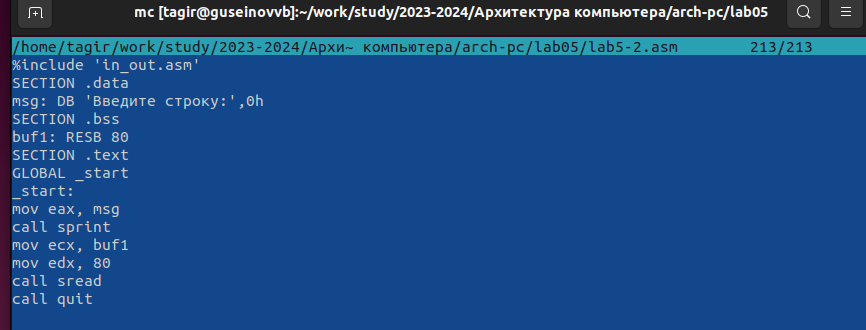 mc [tagir@guseinovvb]:~/work/study/2023-2024/Архитектура компьютера/arch-pc/lab05
/home/tagir/work/study/2023-2024/Архи~ компьютера/arch-pc/lab05/lab5-2.asm 213/213
%include 'in_out.asm'
SECTION .data
msg: DB 'Введите строку:',0h
SECTION .bss
buf1: RESB 80
SECTION .text
GLOBAL _start
_start:
mov eax, msg
call sprint
mov ecx, buf1
mov edx, 80
call sread
call quit